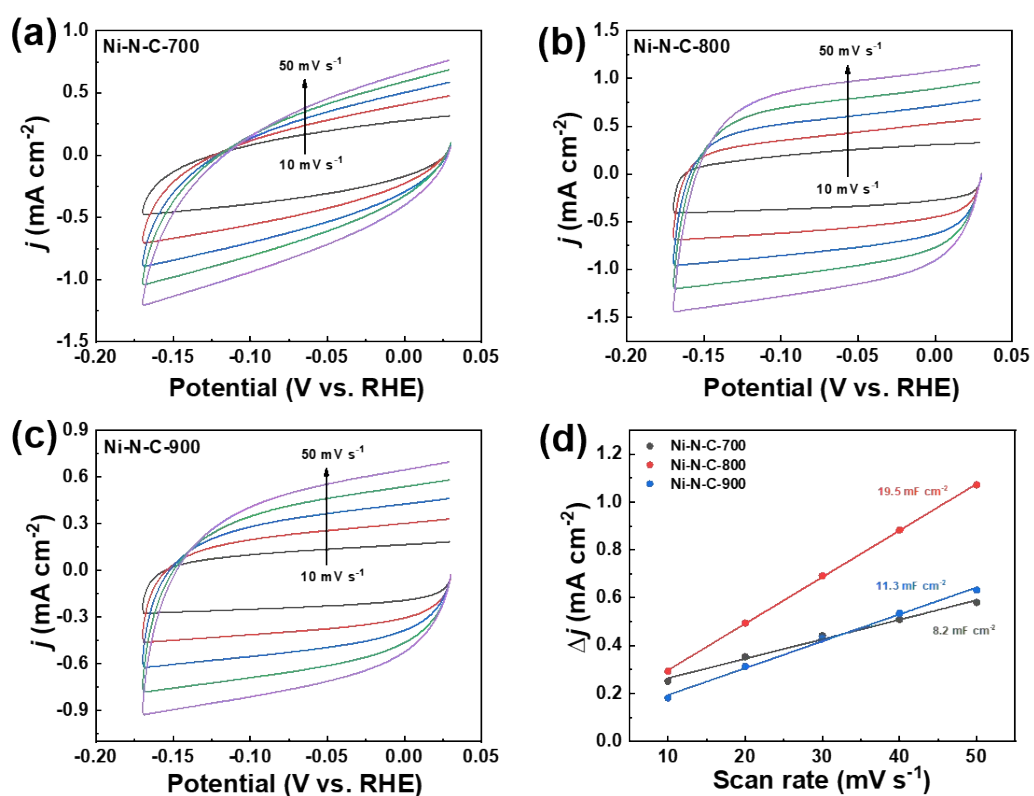 (a)
Ni-N-C-700
50 mV s⁻¹
10 mV s⁻¹
1.0
0.5
0.0
-0.5
-1.0
-1.5
j (mA cm⁻²)
-0.20 -0.15 -0.10 -0.05 0.00 0.05
Potential (V vs. RHE)
(b)
Ni-N-C-800
50 mV s⁻¹
10 mV s⁻¹
1.5
1.0
0.5
0.0
-0.5
-1.0
-1.5
j (mA cm⁻²)
-0.20 -0.15 -0.10 -0.05 0.00 0.05
Potential (V vs. RHE)
(c)
Ni-N-C-900
50 mV s⁻¹
10 mV s⁻¹
0.9
0.6
0.3
0.0
-0.3
-0.6
-0.9
j (mA cm⁻²)
-0.20 -0.15 -0.10 -0.05 0.00 0.05
Potential (V vs. RHE)
(d)
Ni-N-C-700
Ni-N-C-800
Ni-N-C-900
19.5 mF cm⁻²
11.3 mF cm⁻²
8.2 mF cm⁻²
1.2
1.0
0.8
0.6
0.4
0.2
0.0
Δj (mA cm⁻²)
10 20 30 40 50
Scan rate (mV s⁻¹)